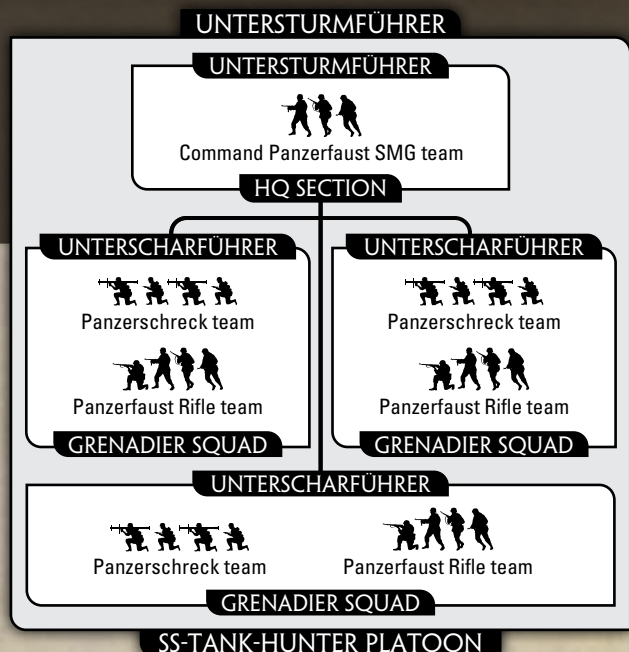 UNTERSTURMFÜHRER
UNTERSTURMFÜHRER
Command Panzerfaust SMG team
HQ SECTION
UNTERSCHARFÜHRER
Panzerschreck team
Panzerfaust Rifle team
GRENADIER SQUAD
UNTERSCHARFÜHRER
Panzerschreck team
Panzerfaust Rifle team
GRENADIER SQUAD
UNTERSCHARFÜHRER
Panzerschreck team
Panzerfaust Rifle team
GRENADIER SQUAD
SS-TANK-HUNTER PLATOON